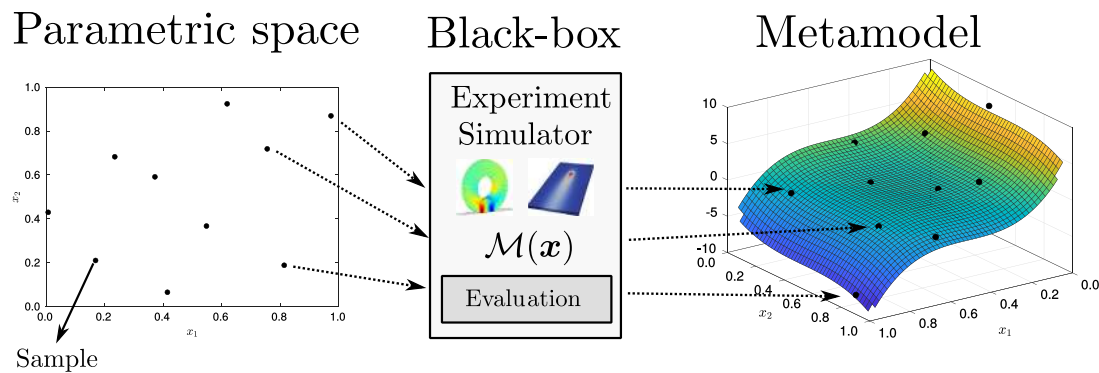 Parametric space
Black-box
Metamodel
1.0
0.8
0.6
0.4
0.2
0.0
x₂
0.0 0.2 0.4 0.6 0.8 1.0
x₁
Sample
Experiment
Simulator
ℳ(𝒙)
Evaluation
10
5
0
-5
-10
0.0
0.2
0.4
0.6
0.8
1.0
x₂
1.0
0.8
0.6
0.4
0.2
0.0
x₁